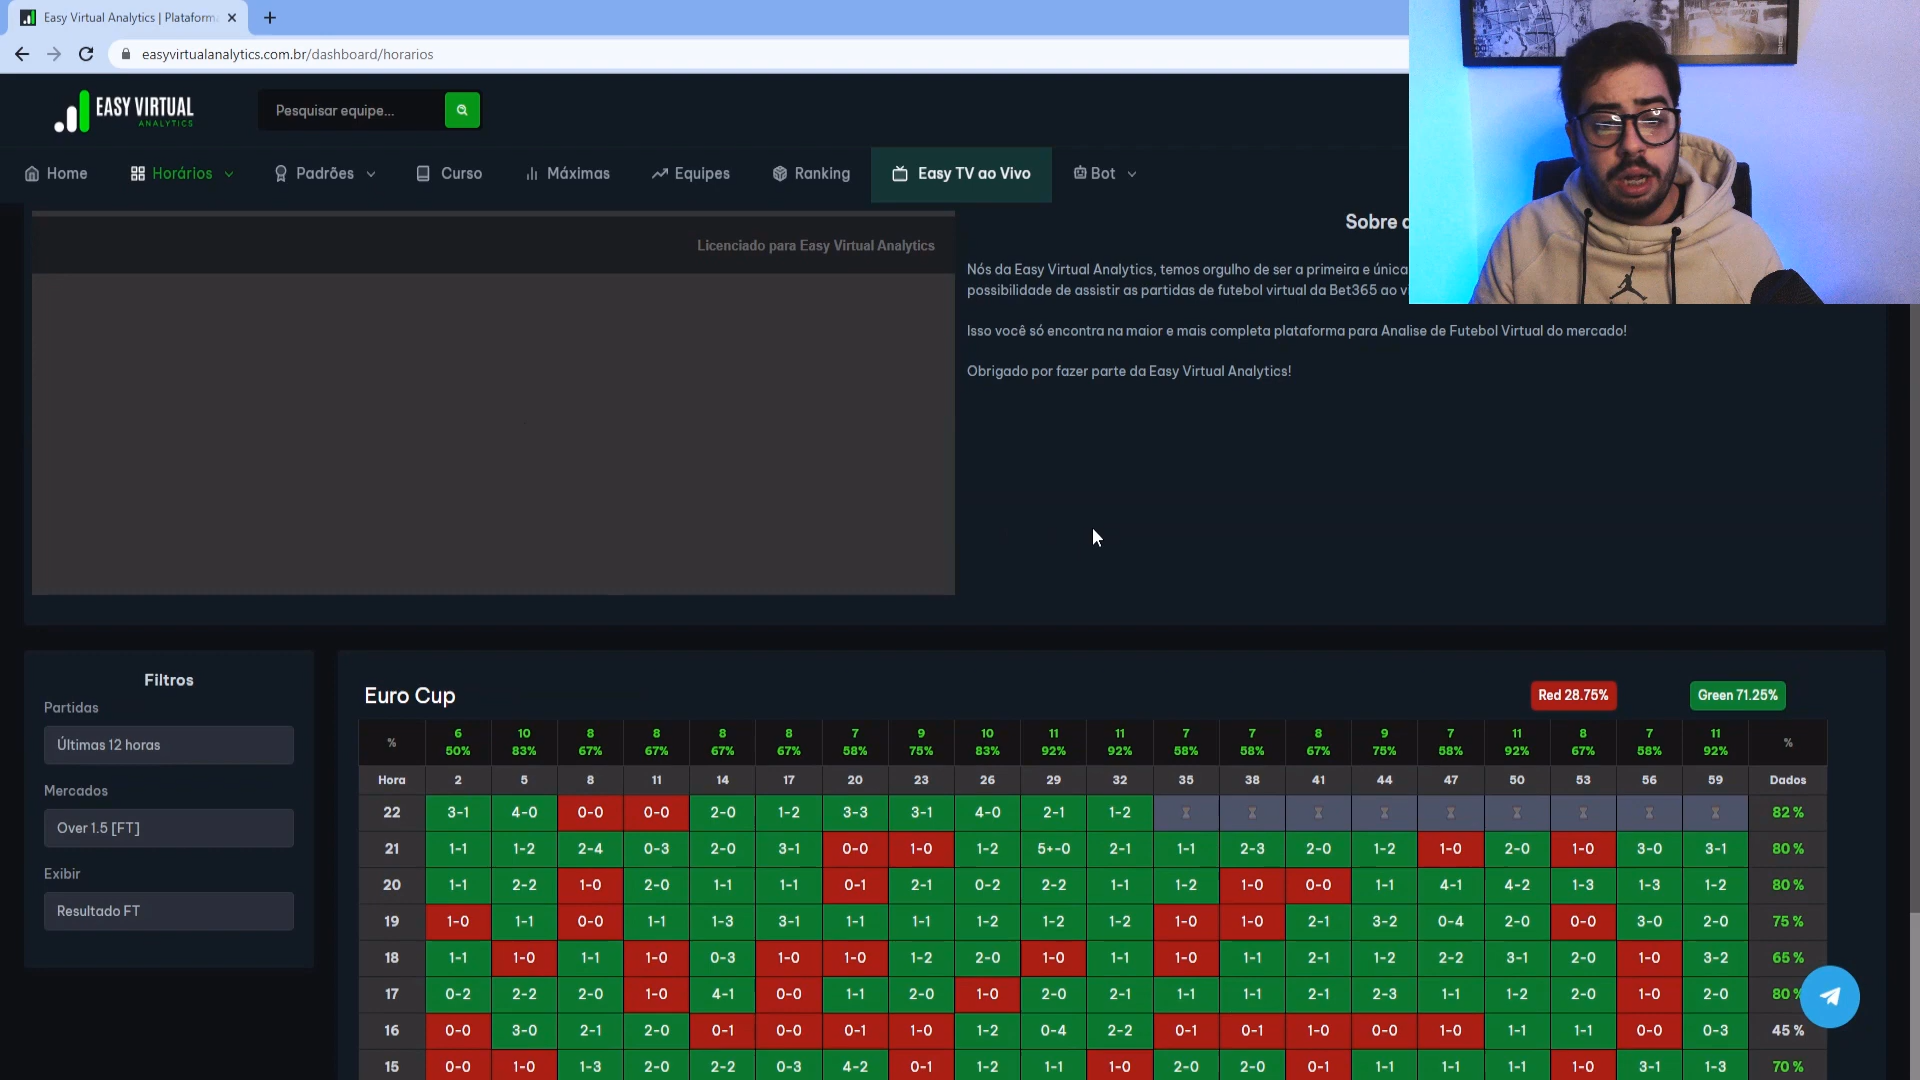 Easy Virtual Analytics | Plataform
easyvirtualanalytics.com.br/dashboard/horarios
EASY VIRTUAL
ANALYTICS
Pesquisar equipe...
Home Horários Padrões Curso Máximas Equipes Ranking Easy TV ao Vivo Bot
Licenciado para Easy Virtual Analytics
Sobre
Nós da Easy Virtual Analytics, temos orgulho de ser a primeira e única
possibilidade de assistir as partidas de futebol virtual da Bet365 ao
Isso você só encontra na maior e mais completa plataforma para Analise de Futebol Virtual do mercado!
Obrigado por fazer parte da Easy Virtual Analytics!
Filtros
Partidas
Últimas 12 horas
Mercados
Over 1.5 [FT]
Exibir
Resultado FT
Euro Cup
Red 28.75%
Green 71.25%
% 6 10 8 8 8 8 7 9 10 11 11 7 7 8 9 7 11 8 7 11 %
50% 83% 67% 67% 67% 67% 58% 75% 83% 92% 92% 58% 58% 67% 75% 58% 92% 67% 58% 92%
Hora 2 5 8 11 14 17 20 23 26 29 32 35 38 41 44 47 50 53 56 59 Dados
22 3-1 4-0 0-0 0-0 2-0 1-2 3-3 3-1 4-0 2-1 1-2 82 %
21 1-1 1-2 2-4 0-3 2-0 3-1 0-0 1-0 1-2 5+-0 2-1 1-1 2-3 2-0 1-2 1-0 2-0 1-0 3-0 3-1 80 %
20 1-1 2-2 1-0 2-0 1-1 1-1 0-1 2-1 0-2 2-2 1-1 1-2 1-0 0-0 1-1 4-1 4-2 1-3 1-3 1-2 80 %
19 1-0 1-1 0-0 1-1 1-3 3-1 1-1 1-1 1-2 1-2 1-2 1-0 1-0 2-1 3-2 0-4 2-0 0-0 3-0 2-0 75 %
18 1-1 1-0 1-1 1-0 0-3 1-0 1-0 1-2 2-0 1-0 1-1 1-0 1-1 2-1 1-2 2-2 3-1 2-0 1-0 3-2 65 %
17 0-2 2-2 2-0 1-0 4-1 0-0 1-1 2-0 1-0 2-0 2-1 1-1 1-1 2-1 2-3 1-1 1-2 2-0 1-0 2-0 80 %
16 0-0 3-0 2-1 2-0 0-1 0-0 0-1 1-0 1-2 0-4 2-2 0-1 0-1 1-0 0-0 1-0 1-1 1-1 0-0 0-3 45 %
15 0-0 1-0 1-3 2-0 2-2 0-3 4-2 0-1 1-2 1-1 1-0 2-0 2-0 0-1 1-1 1-1 1-1 1-0 3-1 1-3 70 %